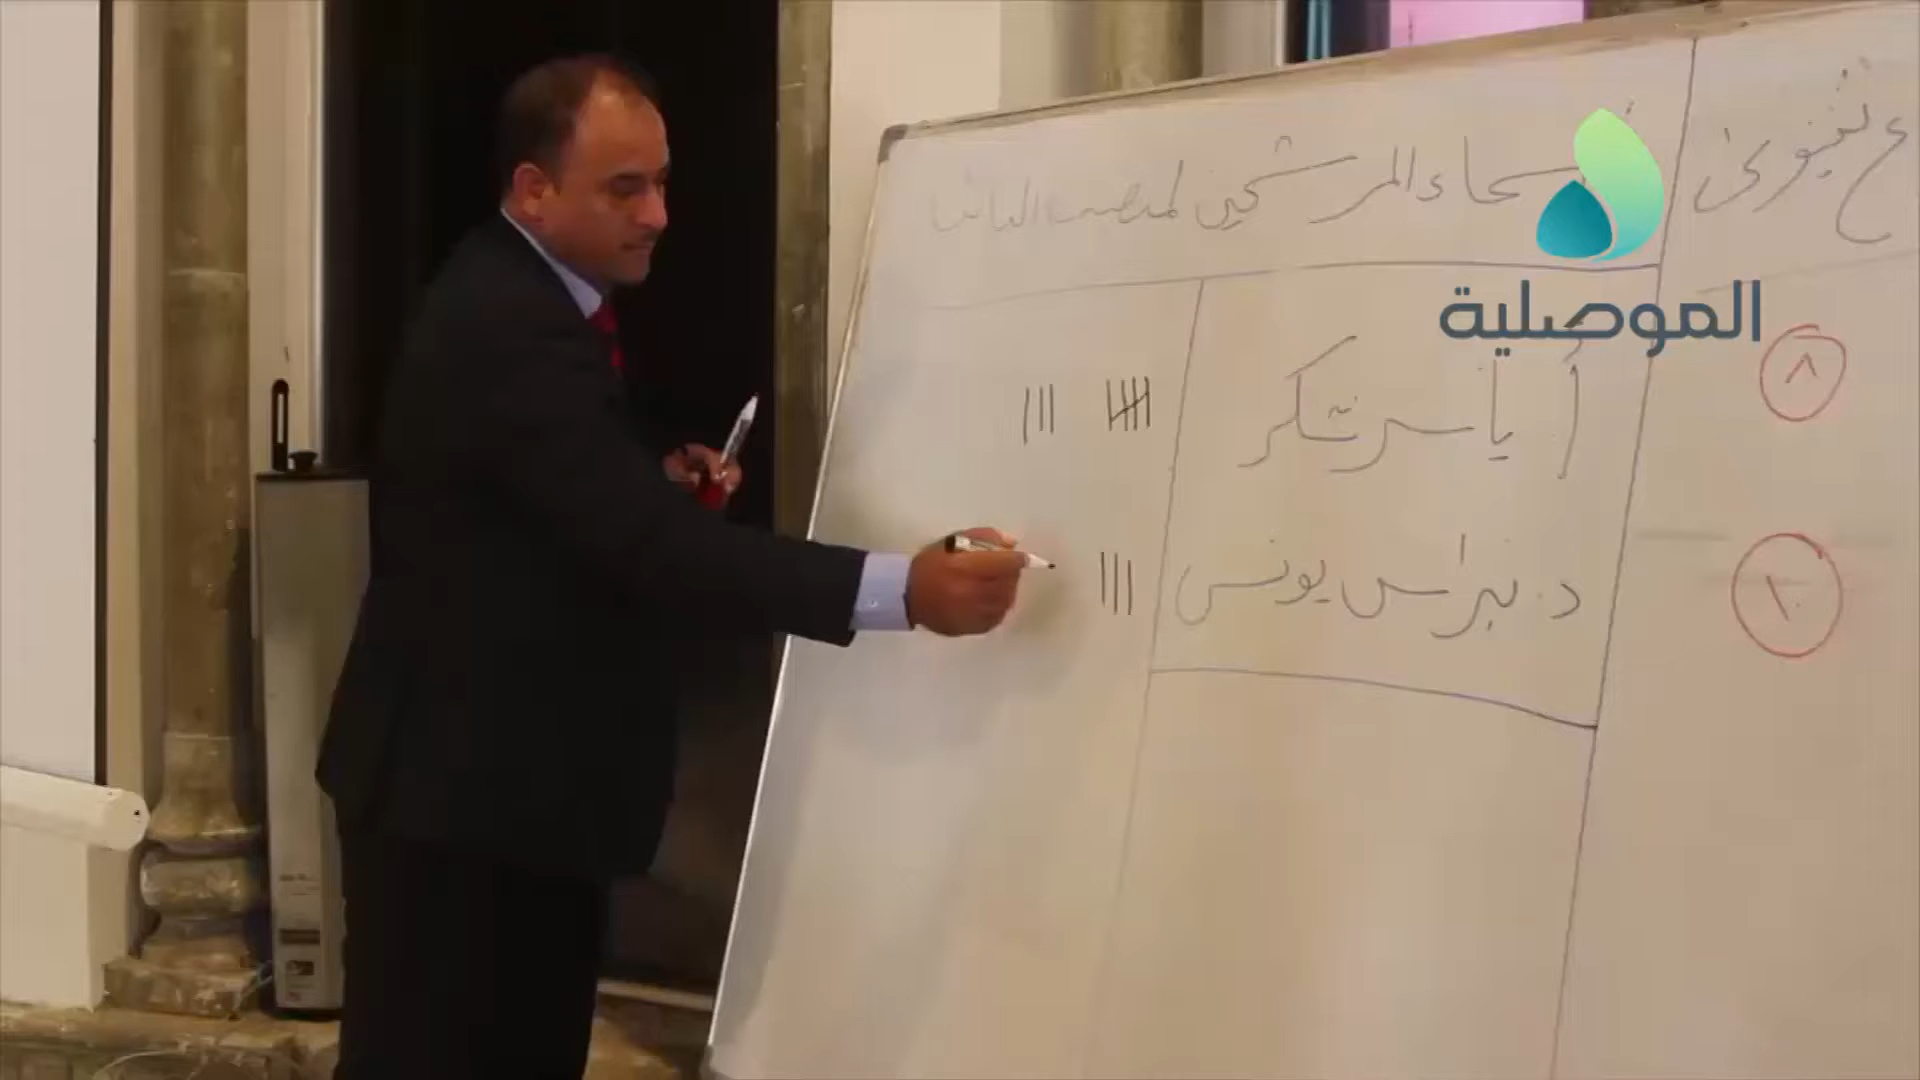 ع نينوى
أسماء المرشحين لمنصب النائب
الموصلية
أ ياسر شكر
٨
د. نبراس يونس
١٠